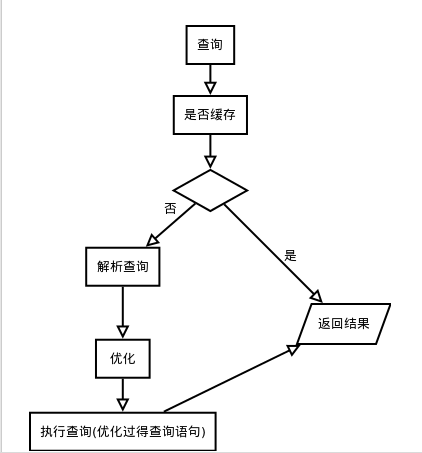 查询
是否缓存
否
是
解析查询
返回结果
优化
执行查询(优化过得查询语句)